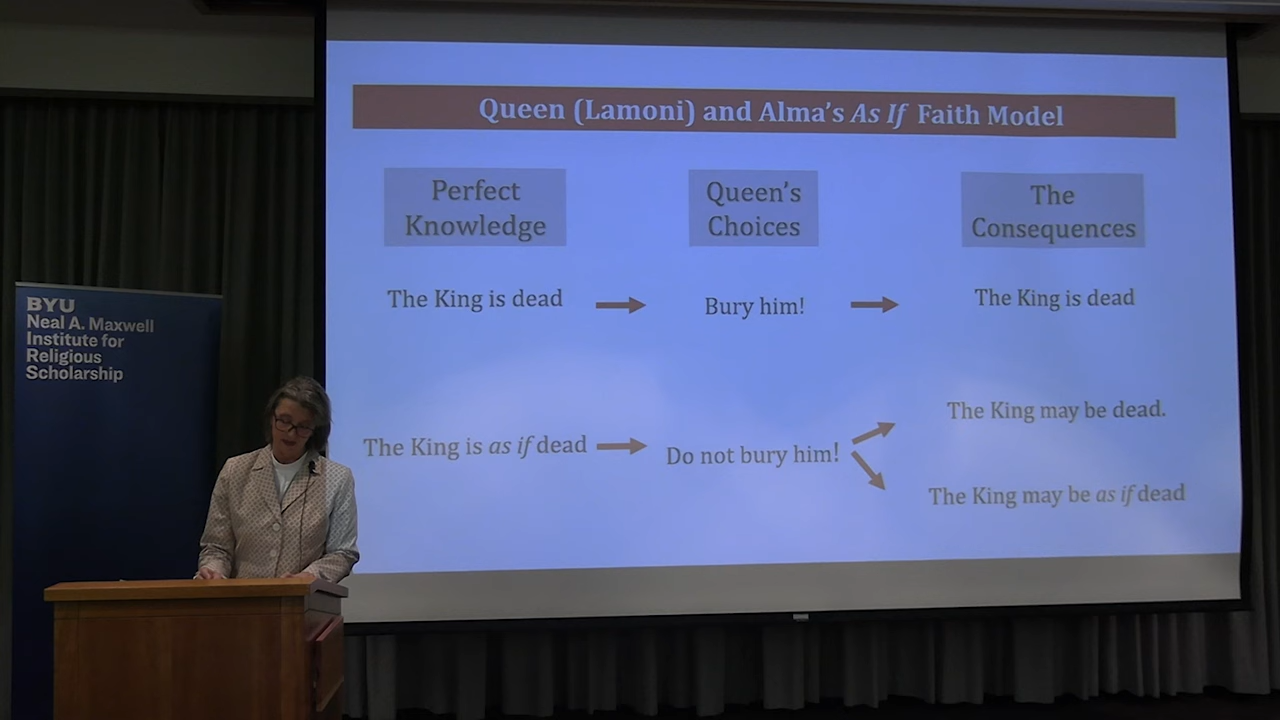 Queen (Lamoni) and Alma's As If Faith Model
Perfect
Knowledge
Queen's
Choices
The
Consequences
The King is dead
Bury him!
The King is dead
The King is as if dead
Do not bury him!
The King may be dead.
The King may be as if dead
BYU
Neal A. Maxwell
Institute for
Religious
Scholarship